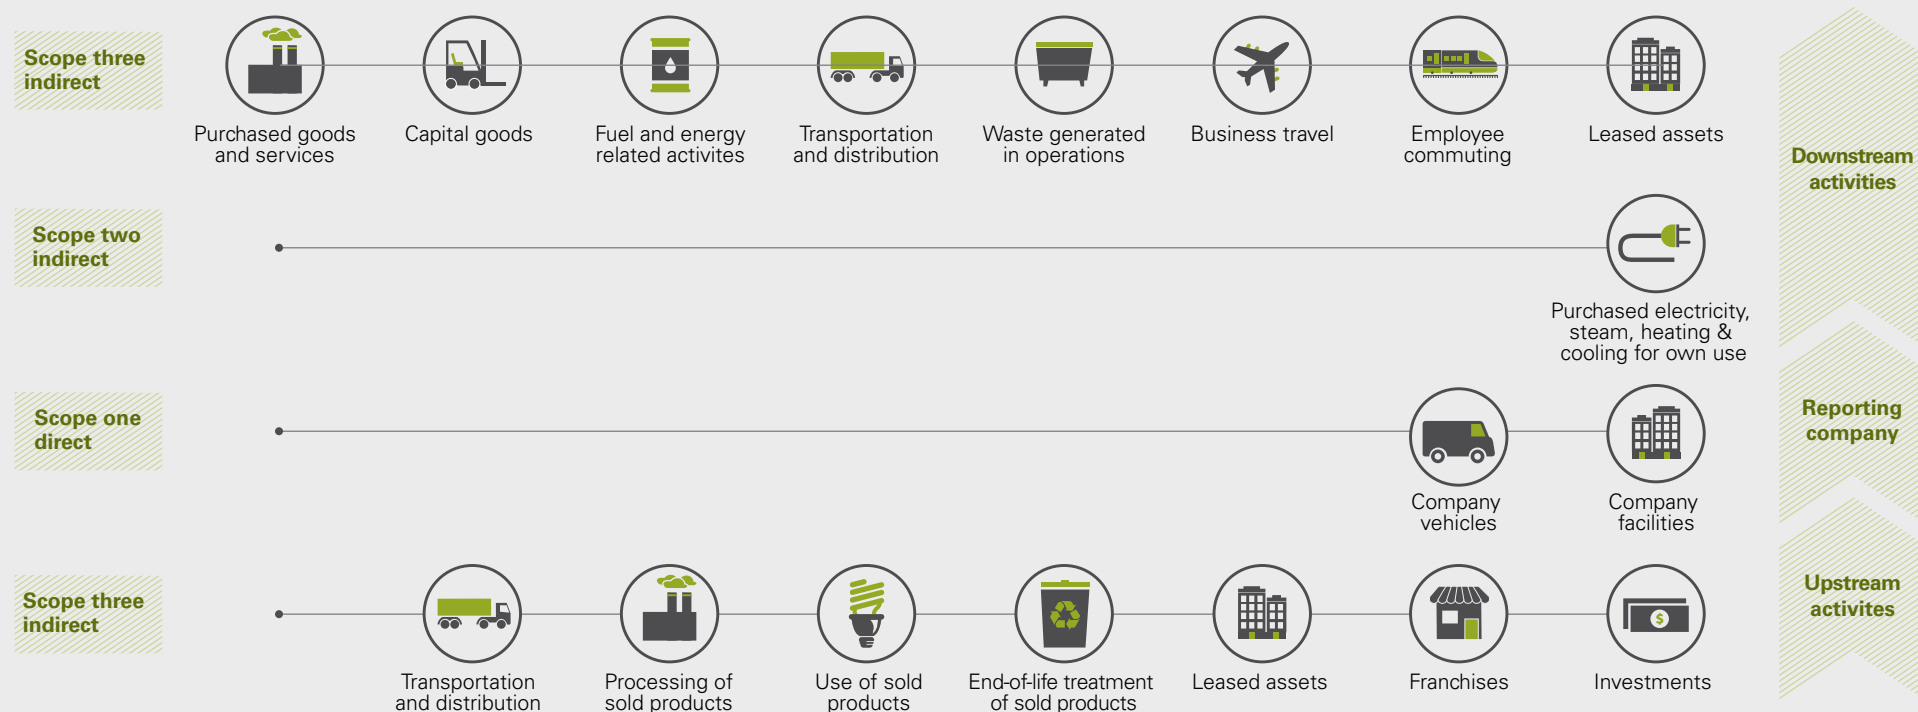 Scope three
indirect
Purchased goods
and services
Capital goods
Fuel and energy
related activites
Transportation
and distribution
Waste generated
in operations
Business travel
Employee
commuting
Leased assets
Downstream
activities
Scope two
indirect
Purchased electricity,
steam, heating &
cooling for own use
Scope one
direct
Company
vehicles
Company
facilities
Reporting
company
Scope three
indirect
Transportation
and distribution
Processing of
sold products
Use of sold
products
End-of-life treatment
of sold products
Leased assets
Franchises
$
Investments
Upstream
activites